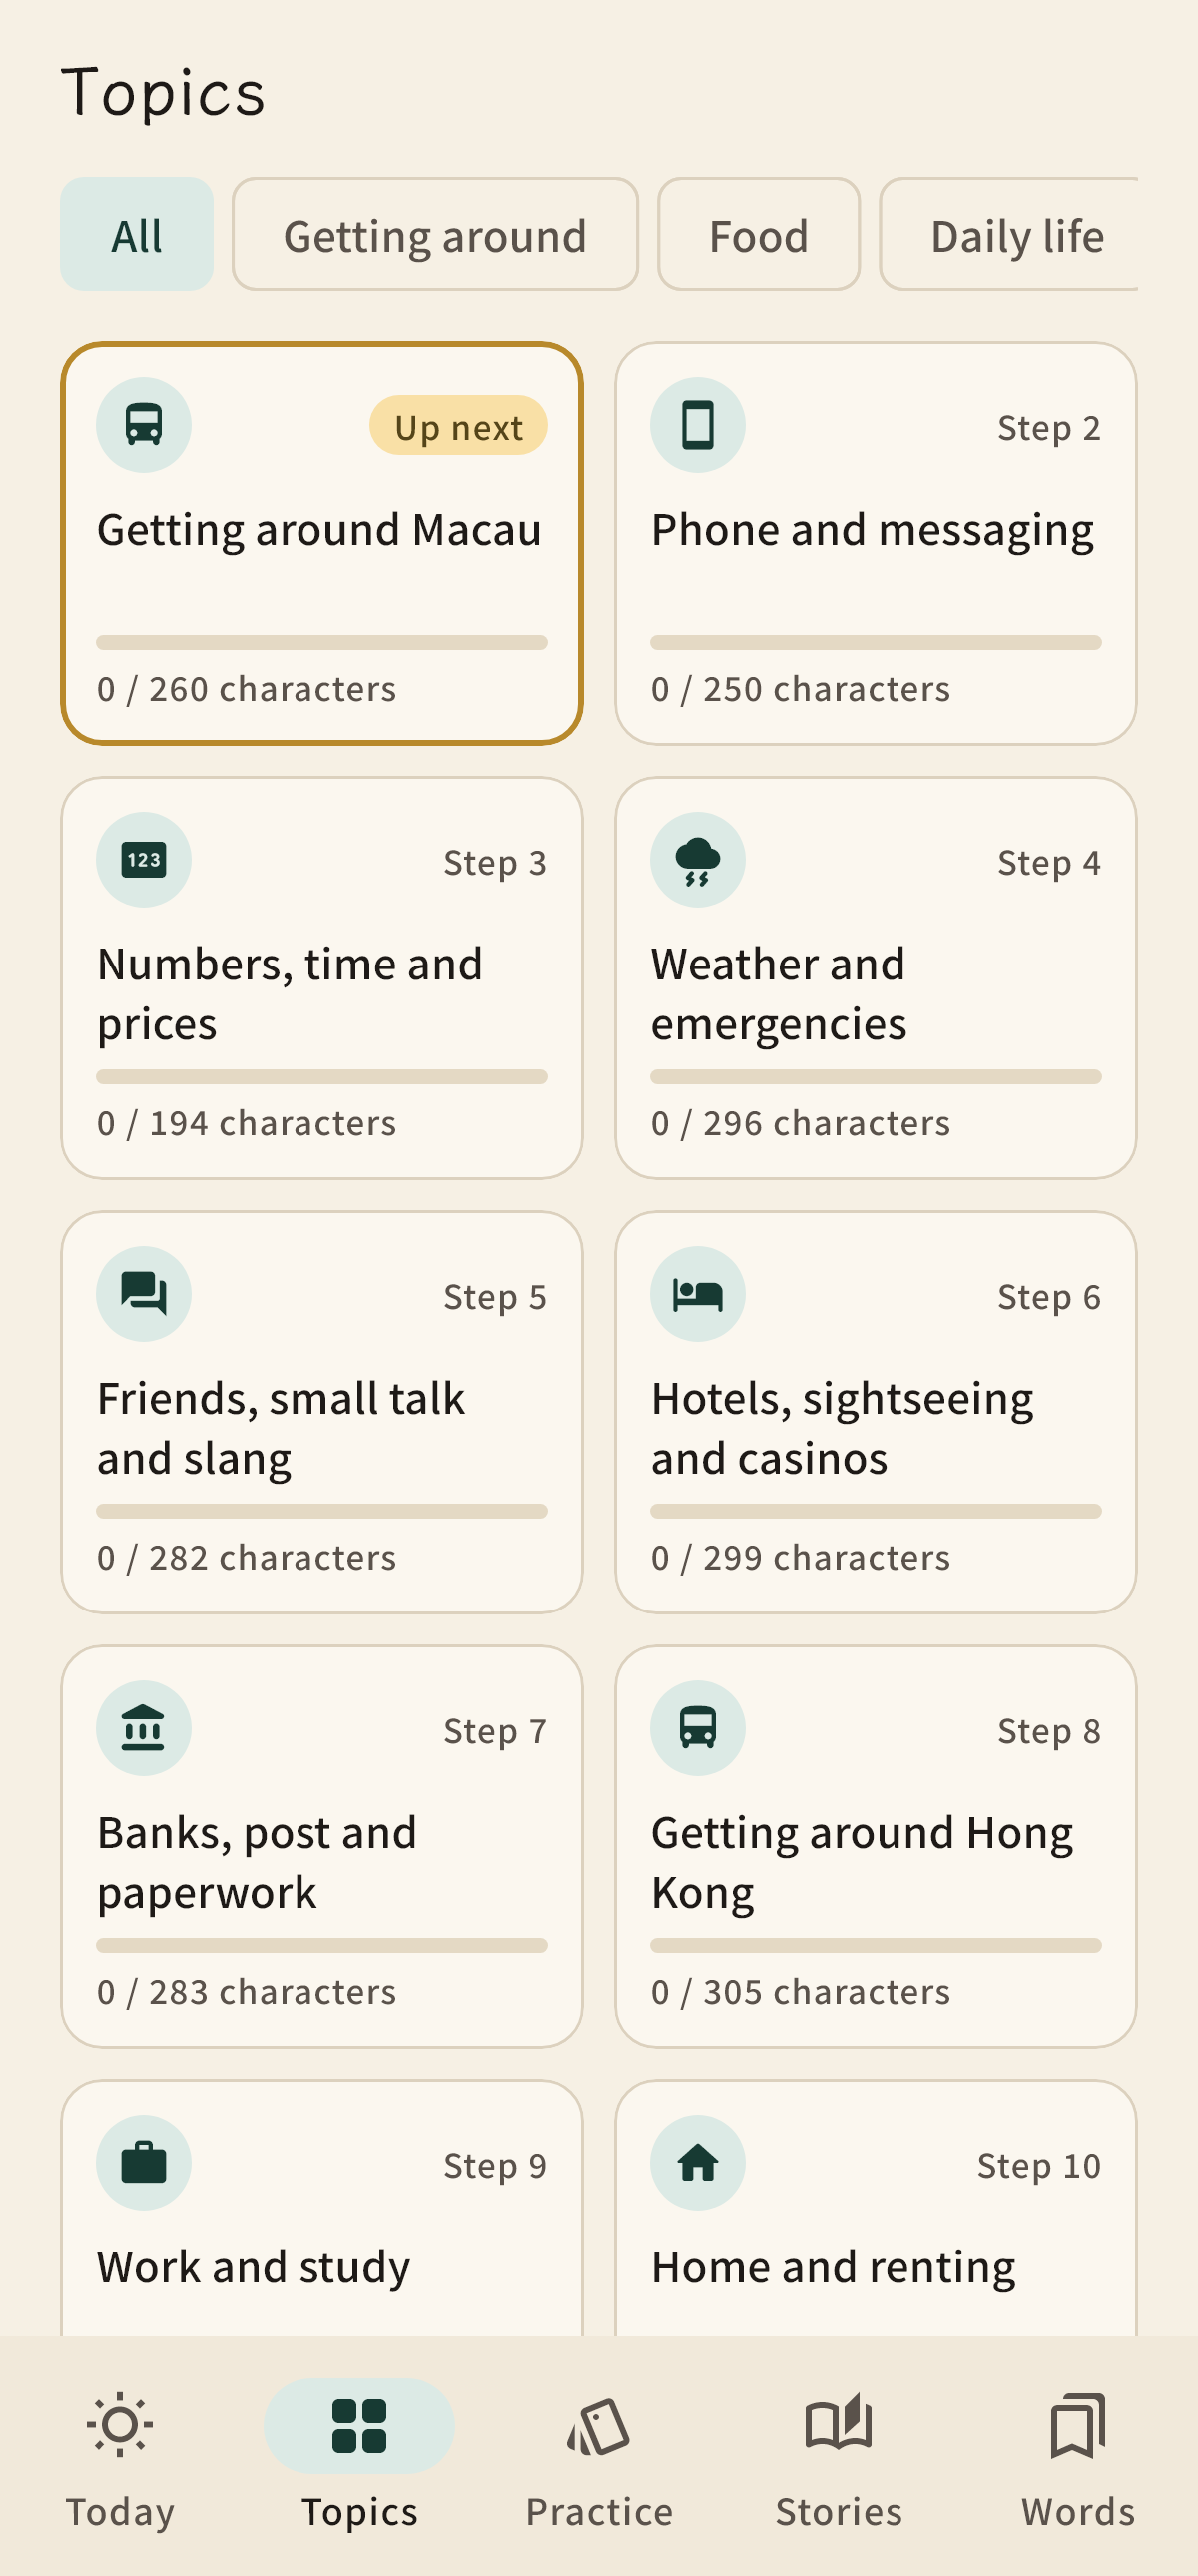 Topics
All
Getting around
Food
Daily life
Up next
Getting around Macau
0 / 260 characters
Step 2
Phone and messaging
0 / 250 characters
123
Step 3
Numbers, time and
prices
0 / 194 characters
Step 4
Weather and
emergencies
0 / 296 characters
Step 5
Friends, small talk
and slang
0 / 282 characters
Step 6
Hotels, sightseeing
and casinos
0 / 299 characters
Step 7
Banks, post and
paperwork
0 / 283 characters
Step 8
Getting around Hong
Kong
0 / 305 characters
Step 9
Work and study
Step 10
Home and renting
Today
Topics
Practice
Stories
Words